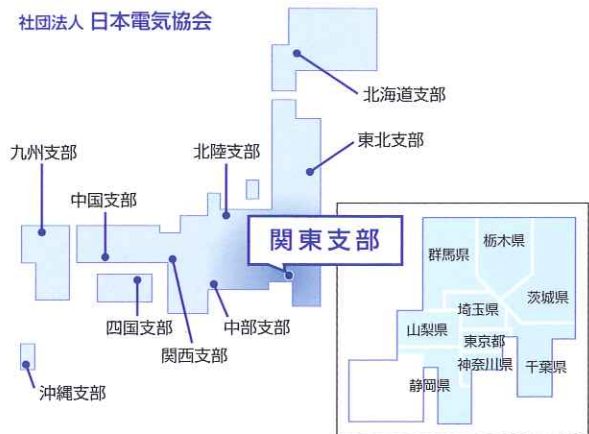 社団法人 日本電気協会
北海道支部
東北支部
北陸支部
九州支部
中国支部
関東支部
四国支部
中部支部
関西支部
沖縄支部
栃木県
群馬県
茨城県
埼玉県
山梨県
東京都
神奈川県
千葉県
静岡県